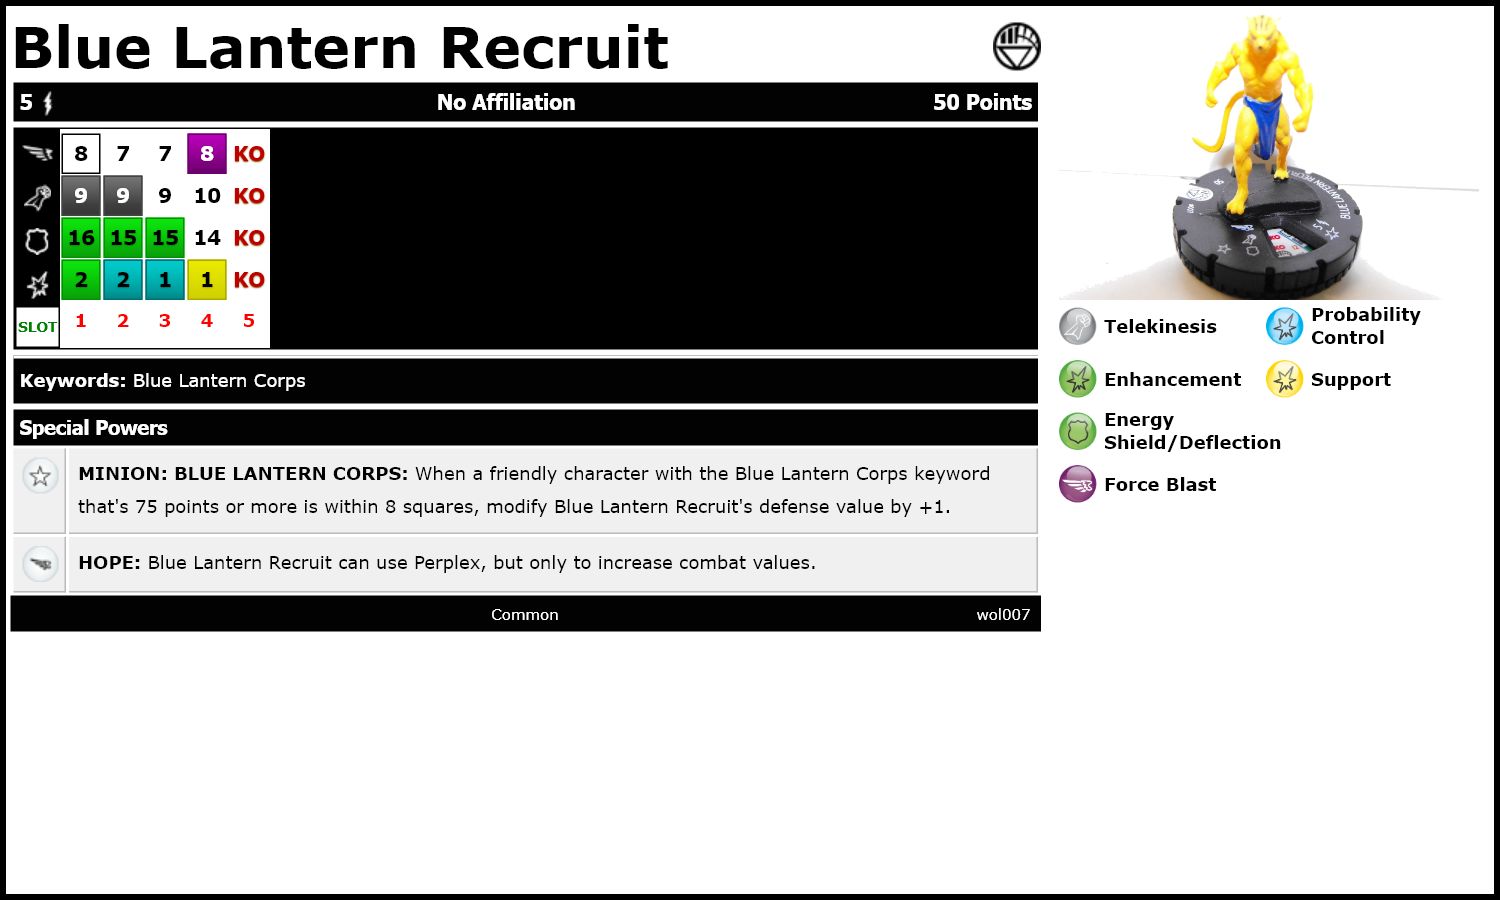 Blue Lantern Recruit
5 No Affiliation 50 Points
8 7 7 8 KO
9 9 9 10 KO
16 15 15 14 KO
2 2 1 1 KO
SLOT 1 2 3 4 5
Keywords: Blue Lantern Corps
Special Powers
MINION: BLUE LANTERN CORPS: When a friendly character with the Blue Lantern Corps keyword
that's 75 points or more is within 8 squares, modify Blue Lantern Recruit's defense value by +1.
HOPE: Blue Lantern Recruit can use Perplex, but only to increase combat values.
Common wol007
BLUE LANTERN RECRUIT
Telekinesis
Probability
Control
Enhancement
Support
Energy
Shield/Deflection
Force Blast